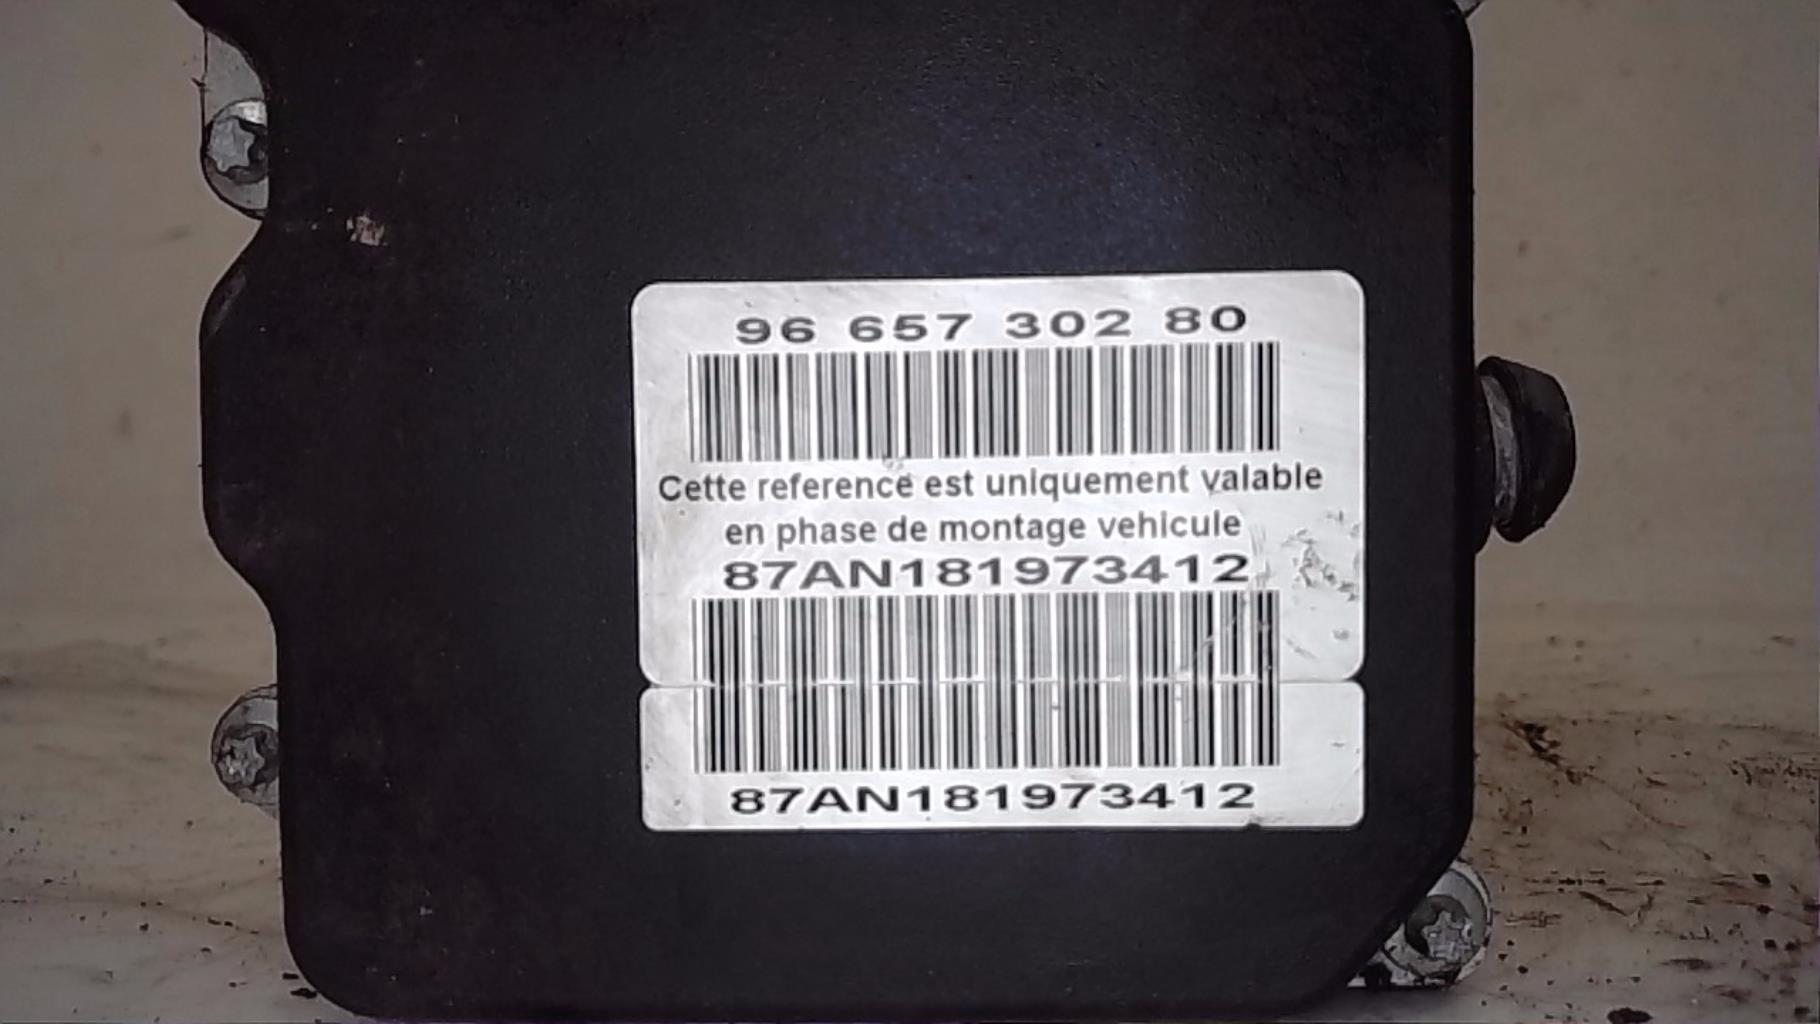 96 657 302 80
Cette reference est uniquement valable
en phase de montage vehicule
87AN181973412
87AN181973412